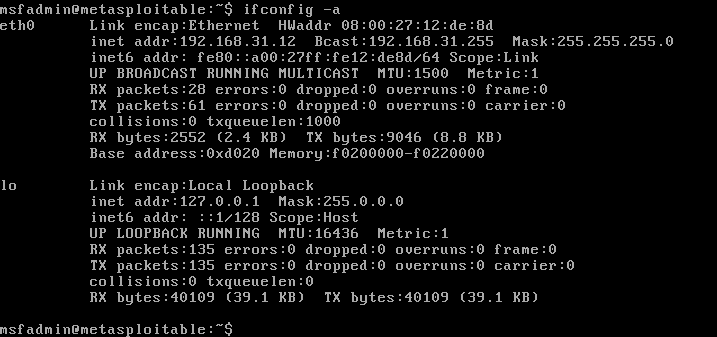 msfadmin@metasploitable:~$ ifconfig -a
eth0      Link encap:Ethernet  HWaddr 08:00:27:12:de:8d
          inet addr:192.168.31.12  Bcast:192.168.31.255  Mask:255.255.255.0
          inet6 addr: fe80::a00:27ff:fe12:de8d/64 Scope:Link
          UP BROADCAST RUNNING MULTICAST  MTU:1500  Metric:1
          RX packets:28 errors:0 dropped:0 overruns:0 frame:0
          TX packets:61 errors:0 dropped:0 overruns:0 carrier:0
          collisions:0 txqueuelen:1000
          RX bytes:2552 (2.4 KB)  TX bytes:9046 (8.8 KB)
          Base address:0xd020 Memory:f0200000-f0220000
lo        Link encap:Local Loopback
          inet addr:127.0.0.1  Mask:255.0.0.0
          inet6 addr: ::1/128 Scope:Host
          UP LOOPBACK RUNNING  MTU:16436  Metric:1
          RX packets:135 errors:0 dropped:0 overruns:0 frame:0
          TX packets:135 errors:0 dropped:0 overruns:0 carrier:0
          collisions:0 txqueuelen:0
          RX bytes:40109 (39.1 KB)  TX bytes:40109 (39.1 KB)
msfadmin@metasploitable:~$